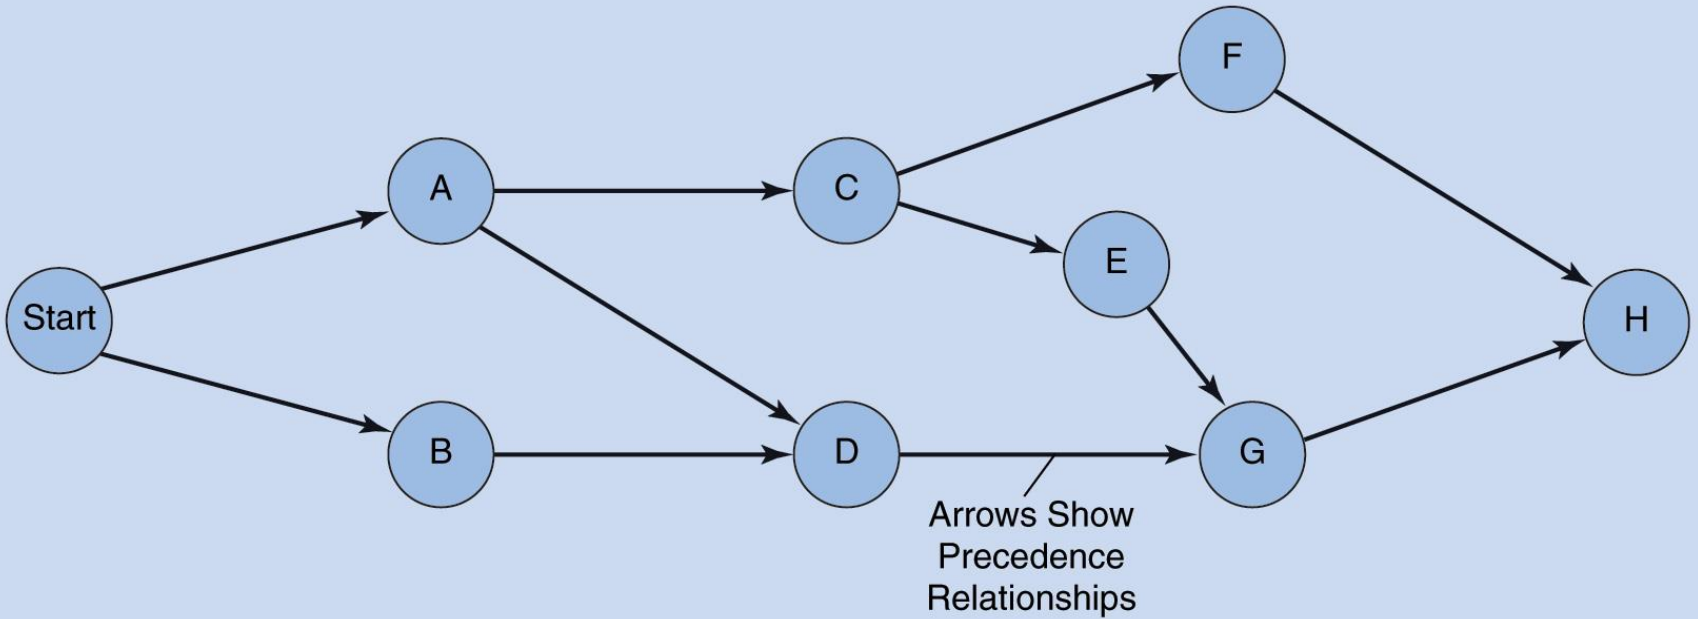 F
A
C
E
Start
H
B
D
G
Arrows Show
Precedence
Relationships